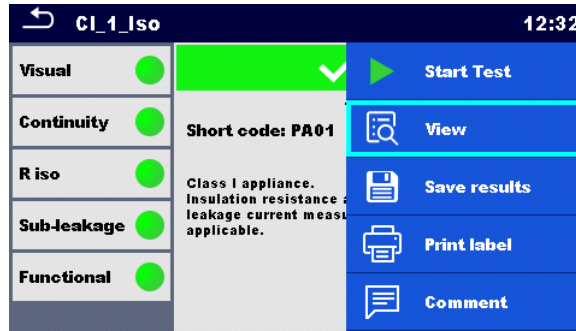 Cl_1_Iso
12:32
Visual
Continuity
R iso
Sub-leakage
Functional
Short code: PA01
Class I appliance.
Insulation resistance
leakage current
applicable.
Start Test
View
Save results
Print label
Comment